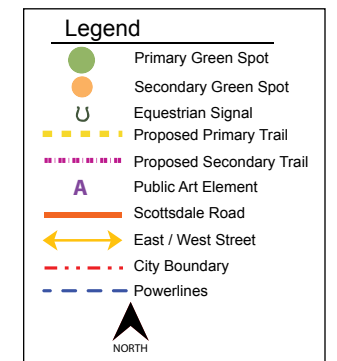 Legend
Primary Green Spot
Secondary Green Spot
Equestrian Signal
Proposed Primary Trail
Proposed Secondary Trail
A Public Art Element
Scottsdale Road
East / West Street
City Boundary
Powerlines
NORTH